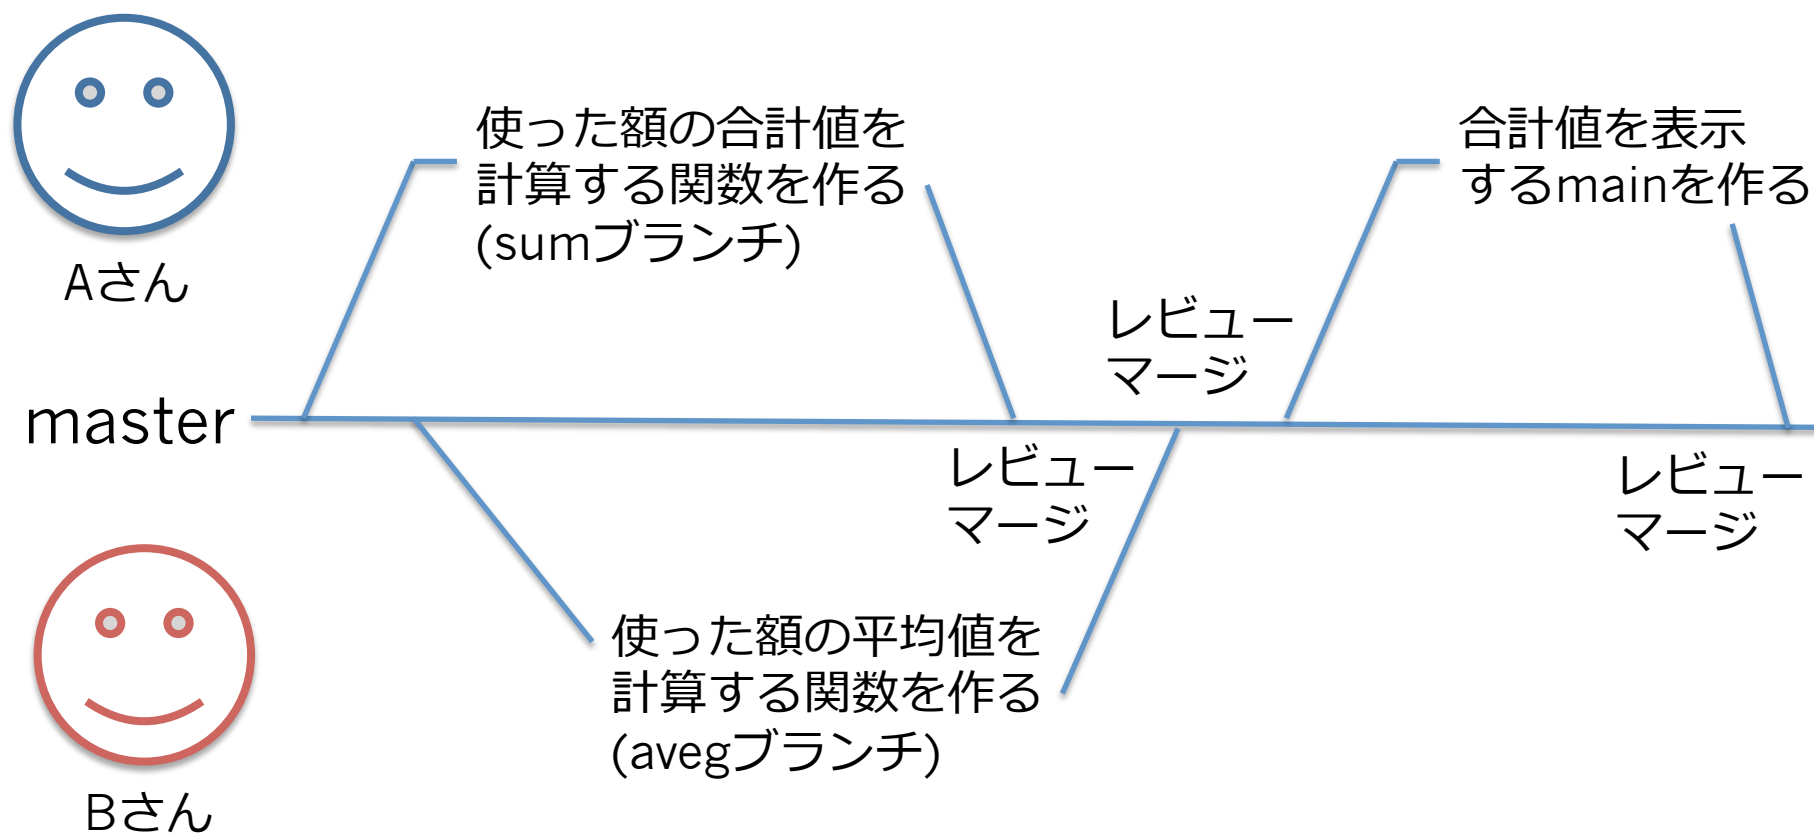 使った額の合計値を
計算する関数を作る
(sumブランチ)
合計値を表示
するmainを作る
Aさん
レビュー
マージ
master
レビュー
マージ
レビュー
マージ
使った額の平均値を
計算する関数を作る
(avegブランチ)
Bさん